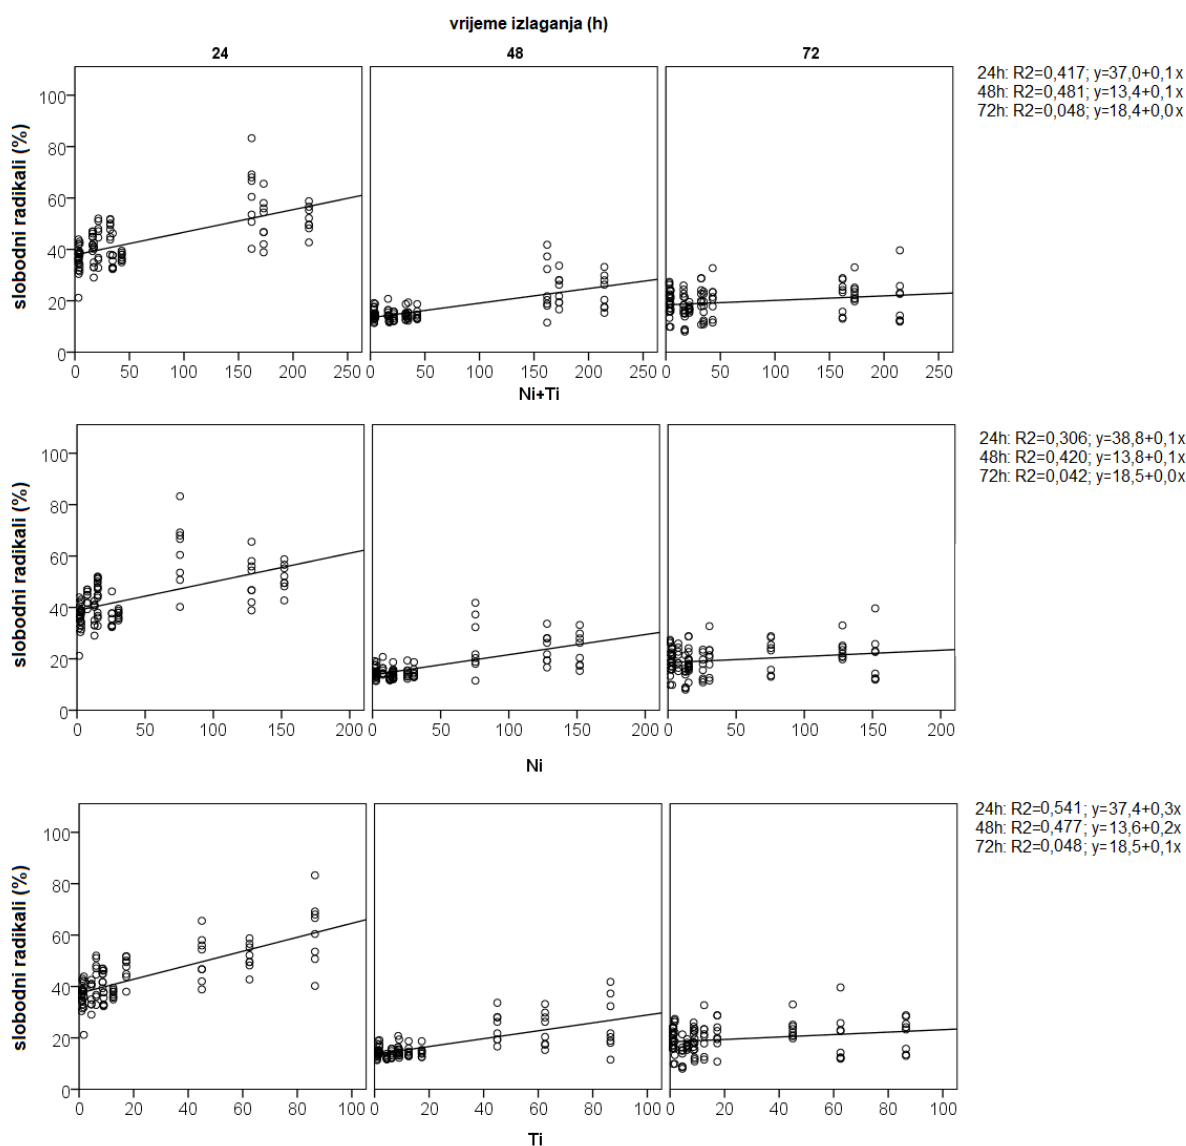 vrijeme izlaganja (h)
24 48 72
24h: R2=0,417; y=37,0+0,1x
48h: R2=0,481; y=13,4+0,1x
72h: R2=0,048; y=18,4+0,0x
slobodni radikali (%)
100
80
60
40
20
0
0 50 100 150 200 250 0 50 100 150 200 250 0 50 100 150 200 250
Ni+Ti
24h: R2=0,306; y=38,8+0,1x
48h: R2=0,420; y=13,8+0,1x
72h: R2=0,042; y=18,5+0,0x
slobodni radikali (%)
100
80
60
40
20
0
0 50 100 150 200 0 50 100 150 200 0 50 100 150 200
Ni
24h: R2=0,541; y=37,4+0,3x
48h: R2=0,477; y=13,6+0,2x
72h: R2=0,048; y=18,5+0,1x
slobodni radikali (%)
100
80
60
40
20
0
0 20 40 60 80 100 0 20 40 60 80 100 0 20 40 60 80 100
Ti